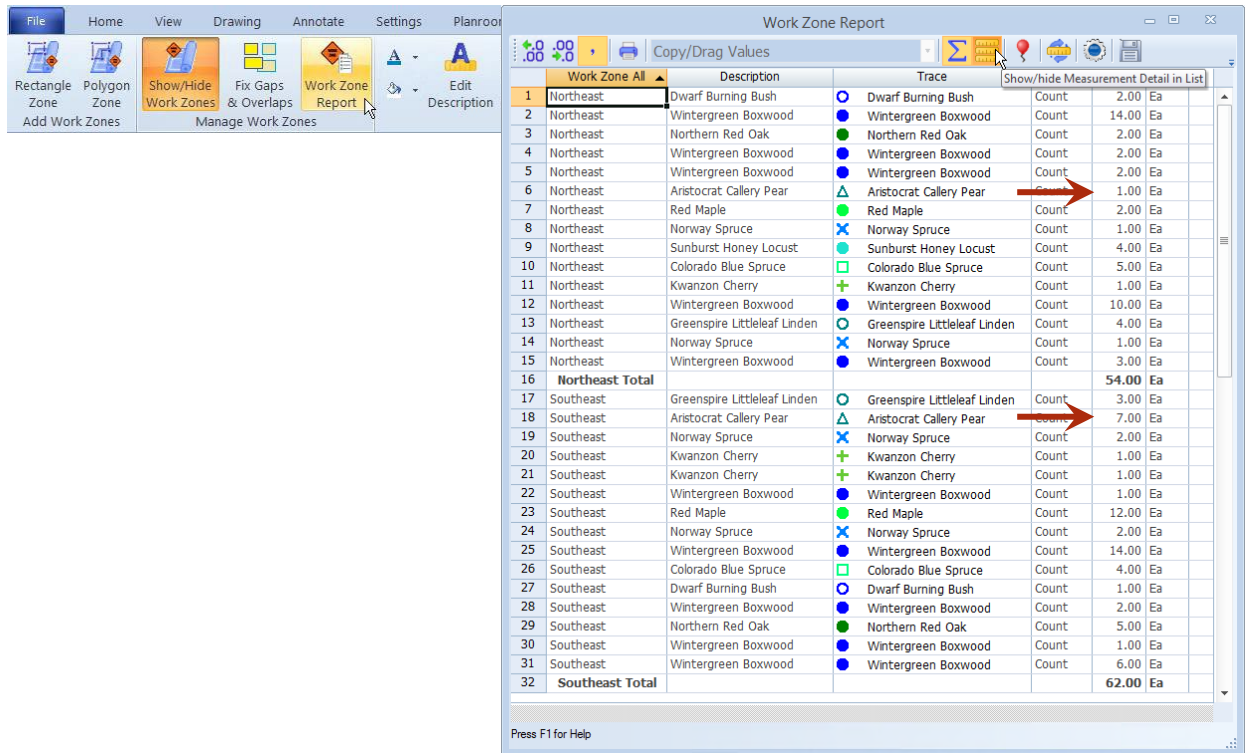 File Home View Drawing Annotate Settings Planroor
Rectangle Zone
Polygon Zone
Add Work Zones
Show/Hide Work Zones
Fix Gaps & Overlaps
Work Zone Report
Manage Work Zones
A
A
Edit Description
Work Zone Report
.0 .00 .00 .0 , Copy/Drag Values Σ
Show/hide Measurement Detail in List
Work Zone All Description Trace
1 Northeast Dwarf Burning Bush Dwarf Burning Bush Count 2.00 Ea
2 Northeast Wintergreen Boxwood Wintergreen Boxwood Count 14.00 Ea
3 Northeast Northern Red Oak Northern Red Oak Count 2.00 Ea
4 Northeast Wintergreen Boxwood Wintergreen Boxwood Count 2.00 Ea
5 Northeast Wintergreen Boxwood Wintergreen Boxwood Count 2.00 Ea
6 Northeast Aristocrat Callery Pear Aristocrat Callery Pear Count 1.00 Ea
7 Northeast Red Maple Red Maple Count 2.00 Ea
8 Northeast Norway Spruce Norway Spruce Count 1.00 Ea
9 Northeast Sunburst Honey Locust Sunburst Honey Locust Count 4.00 Ea
10 Northeast Colorado Blue Spruce Colorado Blue Spruce Count 5.00 Ea
11 Northeast Kwanzon Cherry Kwanzon Cherry Count 1.00 Ea
12 Northeast Wintergreen Boxwood Wintergreen Boxwood Count 10.00 Ea
13 Northeast Greenspire Littleleaf Linden Greenspire Littleleaf Linden Count 4.00 Ea
14 Northeast Norway Spruce Norway Spruce Count 1.00 Ea
15 Northeast Wintergreen Boxwood Wintergreen Boxwood Count 3.00 Ea
16 Northeast Total 54.00 Ea
17 Southeast Greenspire Littleleaf Linden Greenspire Littleleaf Linden Count 3.00 Ea
18 Southeast Aristocrat Callery Pear Aristocrat Callery Pear Count 7.00 Ea
19 Southeast Norway Spruce Norway Spruce Count 2.00 Ea
20 Southeast Kwanzon Cherry Kwanzon Cherry Count 1.00 Ea
21 Southeast Kwanzon Cherry Kwanzon Cherry Count 1.00 Ea
22 Southeast Wintergreen Boxwood Wintergreen Boxwood Count 1.00 Ea
23 Southeast Red Maple Red Maple Count 12.00 Ea
24 Southeast Norway Spruce Norway Spruce Count 2.00 Ea
25 Southeast Wintergreen Boxwood Wintergreen Boxwood Count 14.00 Ea
26 Southeast Colorado Blue Spruce Colorado Blue Spruce Count 4.00 Ea
27 Southeast Dwarf Burning Bush Dwarf Burning Bush Count 1.00 Ea
28 Southeast Wintergreen Boxwood Wintergreen Boxwood Count 2.00 Ea
29 Southeast Northern Red Oak Northern Red Oak Count 5.00 Ea
30 Southeast Wintergreen Boxwood Wintergreen Boxwood Count 1.00 Ea
31 Southeast Wintergreen Boxwood Wintergreen Boxwood Count 6.00 Ea
32 Southeast Total 62.00 Ea
Press F1 for Help